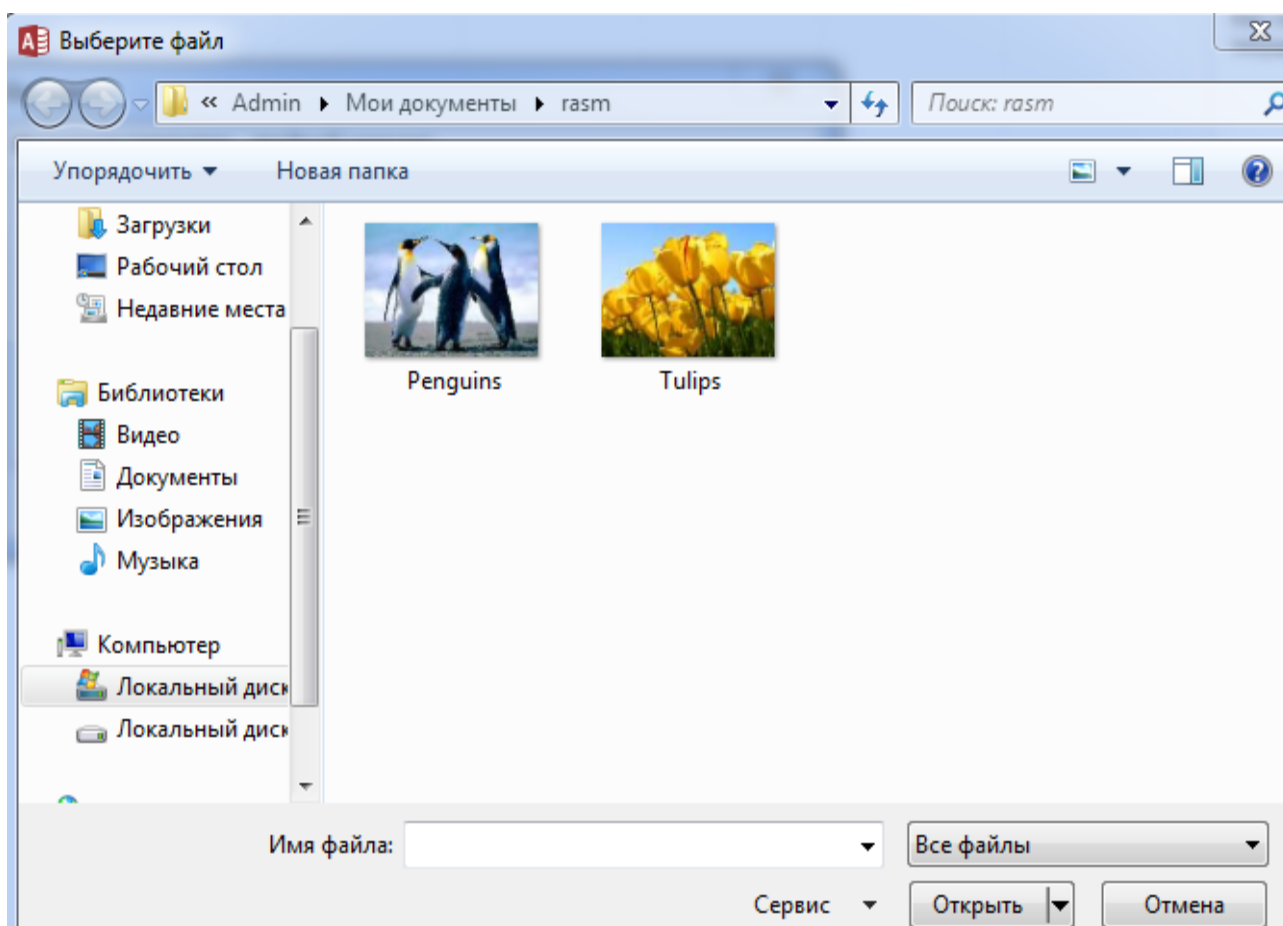 Выберите файл
« Admin Мои документы rasm
Поиск: rasm
Упорядочить
Новая папка
Загрузки
Рабочий стол
Недавние места
Библиотеки
Видео
Документы
Изображения
Музыка
Компьютер
Локальный диск
Локальный диск
Penguins
Tulips
Имя файла:
Все файлы
Сервис
Открыть
Отмена